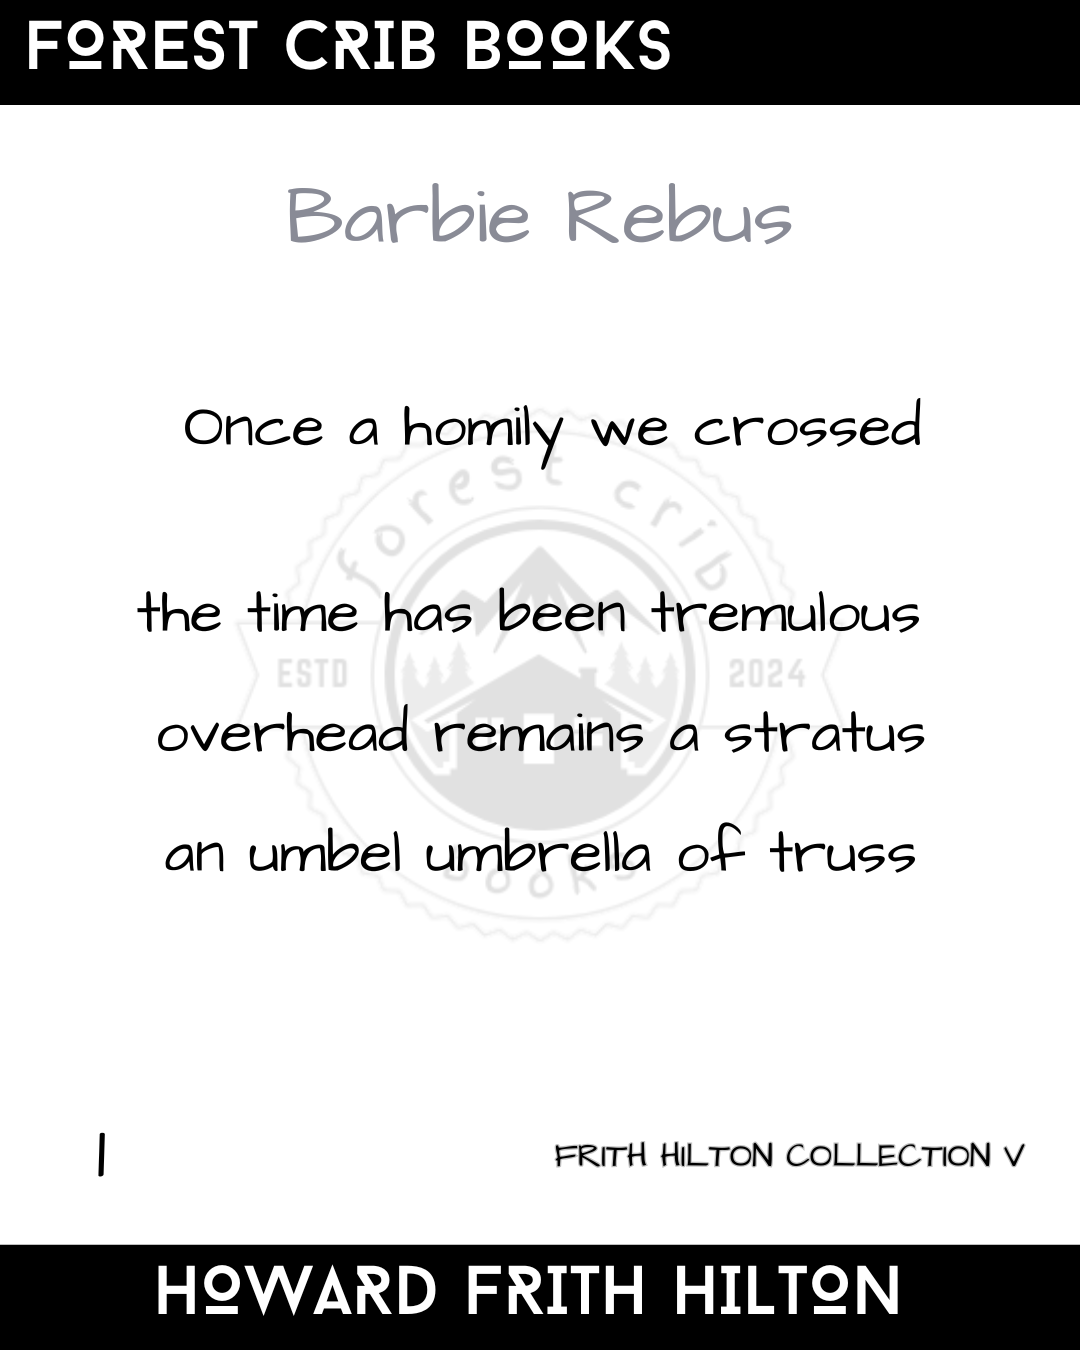 FOREST CRIB BOOKS
Barbie Rebus
Once a homily we crossed
forest crib
the time has been tremulous
ESTD 2024
overhead remains a stratus
an umbel umbrella of truss
books
1
FRITH HILTON COLLECTION V
HOWARD FRITH HILTON